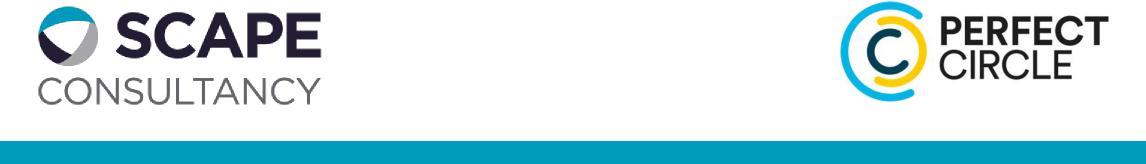 SCAPE
CONSULTANCY
PERFECT
CIRCLE